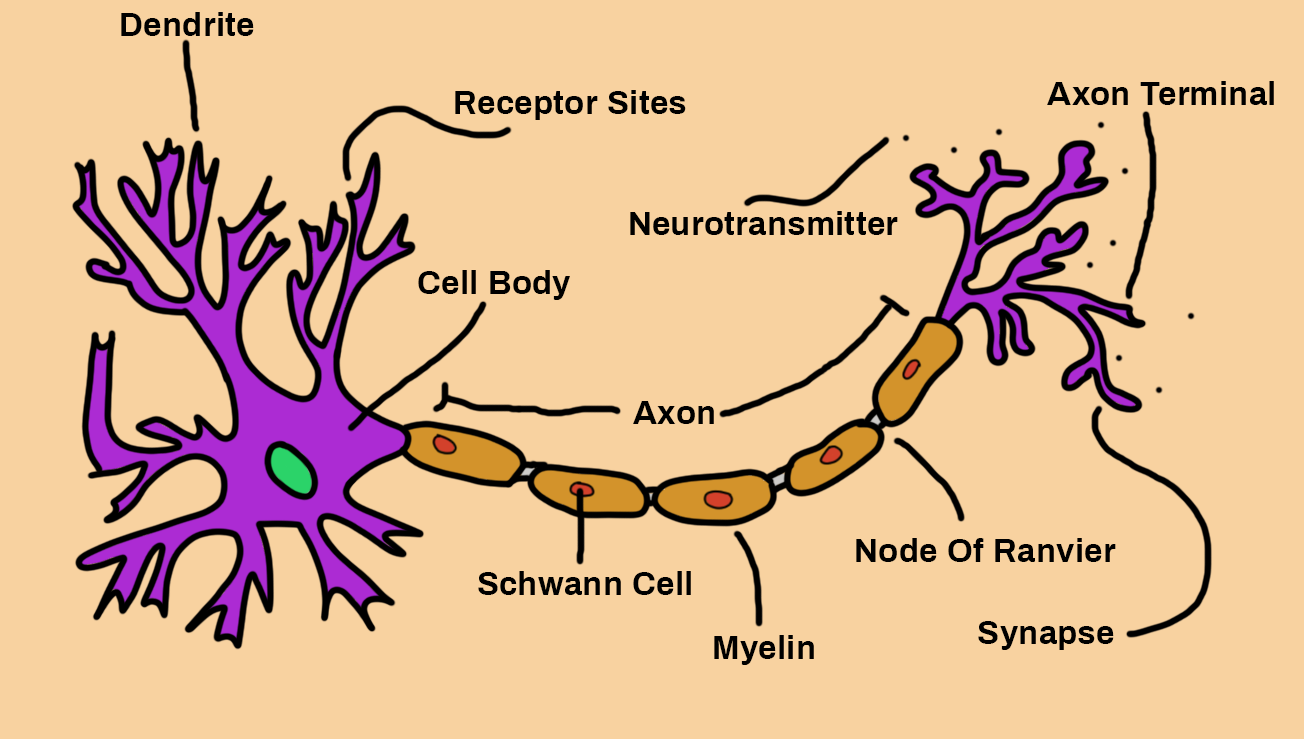 Dendrite
Receptor Sites
Axon Terminal
Neurotransmitter
Cell Body
Axon
Node Of Ranvier
Schwann Cell
Synapse
Myelin